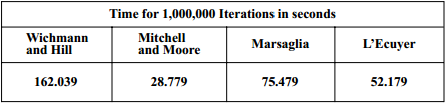 Time for 1,000,000 Iterations in seconds
Wichmann and Hill
Mitchell and Moore
Marsaglia
L'Ecuyer
162.039
28.779
75.479
52.179